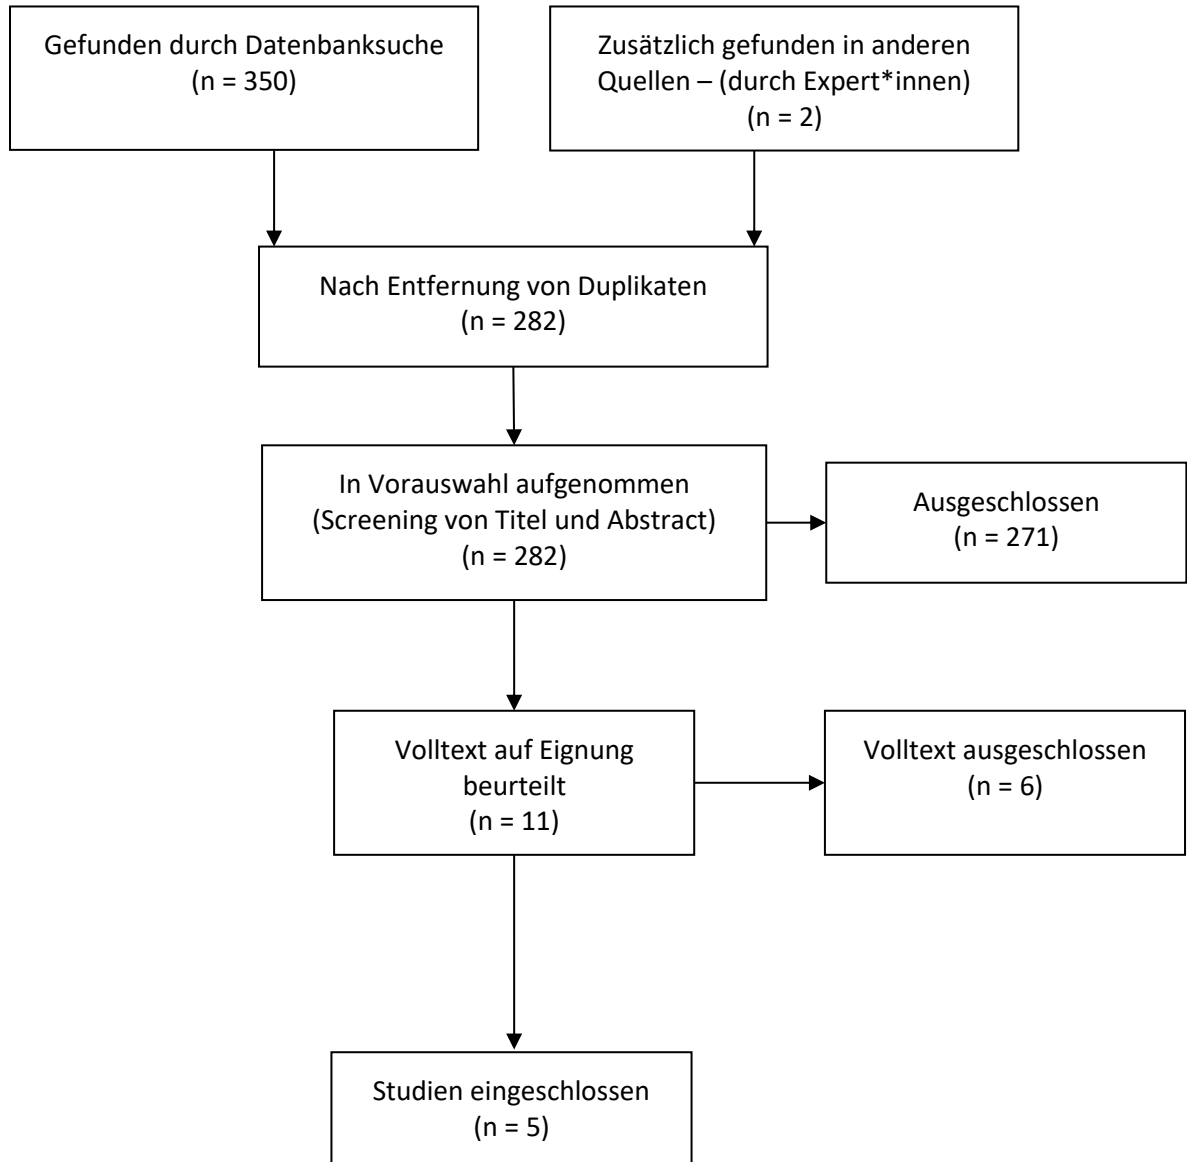 Gefunden durch Datenbanksuche
(n = 350)
Zusätzlich gefunden in anderen
Quellen – (durch Expert*innen)
(n = 2)
Nach Entfernung von Duplikaten
(n = 282)
In Vorauswahl aufgenommen
(Screening von Titel und Abstract)
(n = 282)
Ausgeschlossen
(n = 271)
Volltext auf Eignung
beurteilt
(n = 11)
Volltext ausgeschlossen
(n = 6)
Studien eingeschlossen
(n = 5)